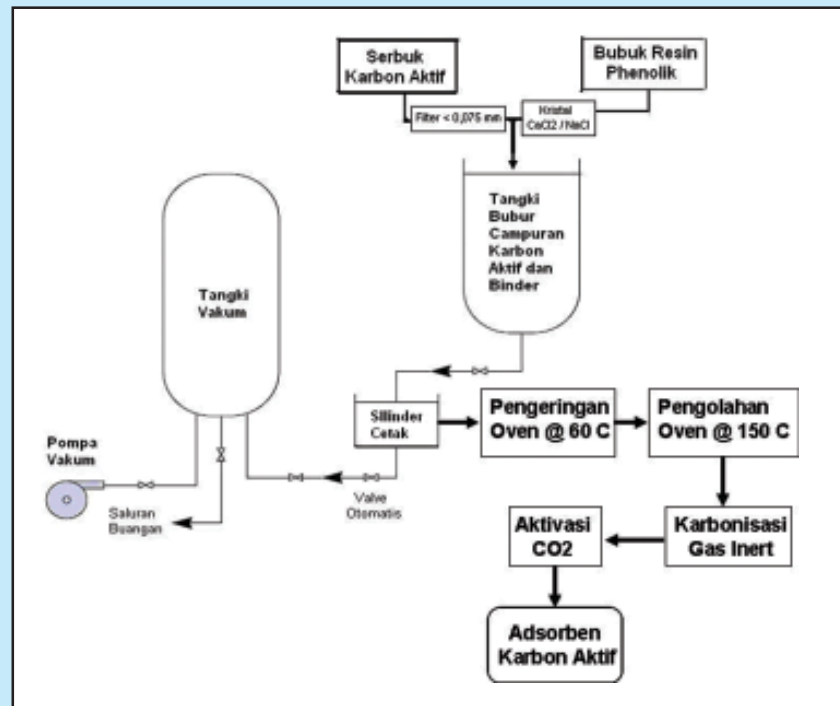 Serbuk
Karbon Aktif
Bubuk Resin
Phenolik
Filter < 0,075 mm
Kristal
CaCl2 / NaCl
Tangki
Bubur
Campuran
Karbon
Aktif dan
Binder
Tangki
Vakum
Silinder
Cetak
Pengeringan
Oven @ 60 C
Pengolahan
Oven @ 150 C
Pompa
Vakum
Saluran
Buangan
Valve
Otomatis
Aktivasi
CO2
Karbonisasi
Gas Inert
Adsorben
Karbon Aktif